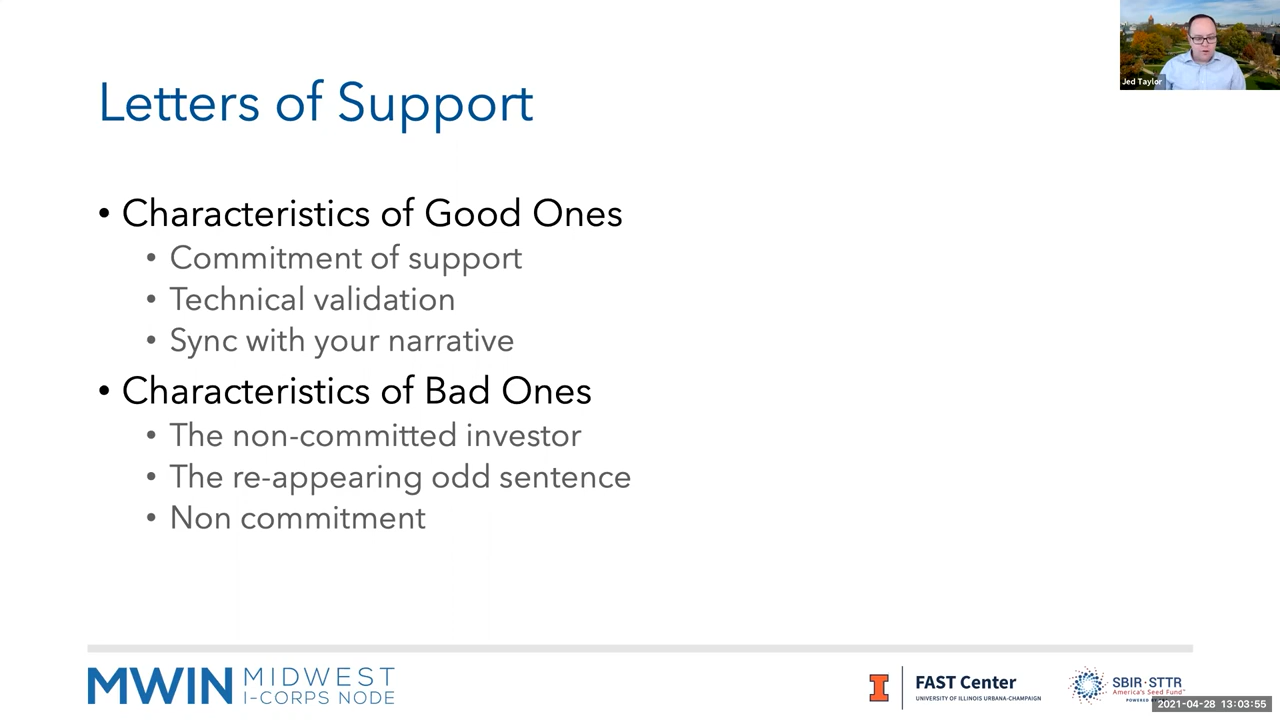 Jed Taylor
Letters of Support
• Characteristics of Good Ones
• Commitment of support
• Technical validation
• Sync with your narrative
• Characteristics of Bad Ones
• The non-committed investor
• The re-appearing odd sentence
• Non commitment
MWIN MIDWEST
I-CORPS NODE
I
FAST Center
UNIVERSITY OF ILLINOIS URBANA-CHAMPAIGN
SBIR·STTR
America's Seed Fund™
POWERED
2021-04-28 13:03:55